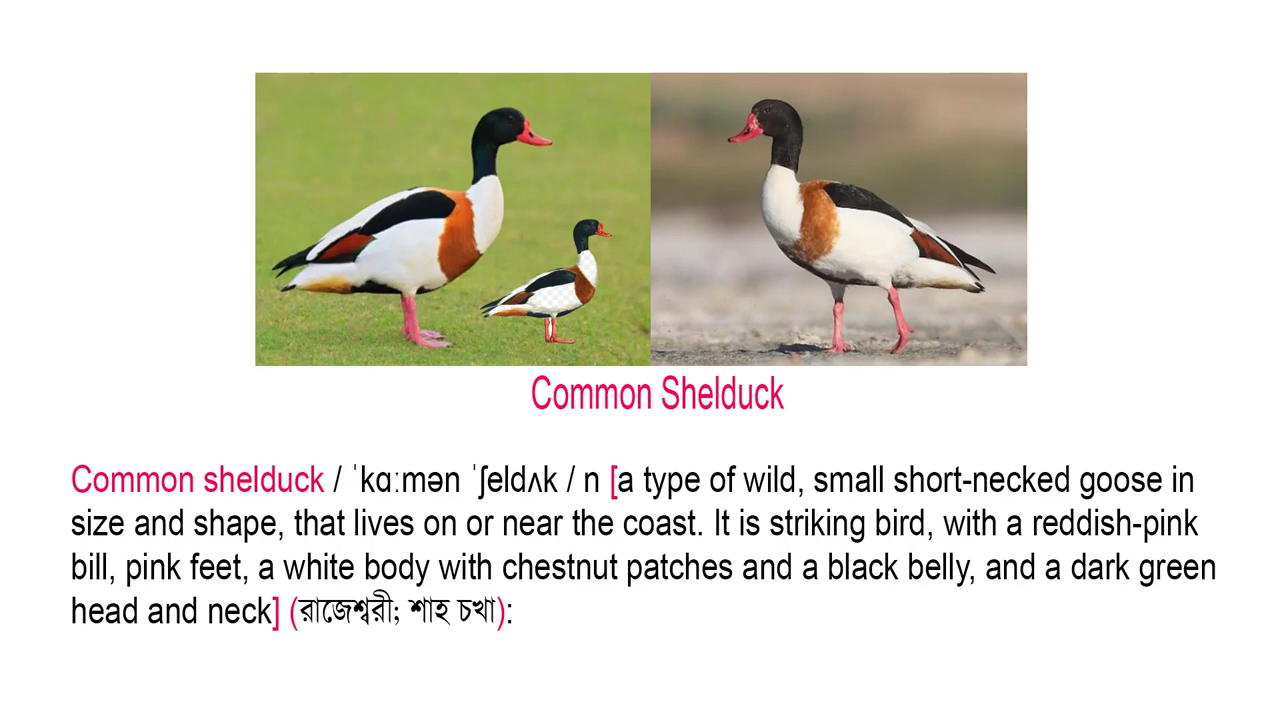 Common Shelduck
Common shelduck / ˈkɑːmən ˈʃeldʌk / n [a type of wild, small short-necked goose in
size and shape, that lives on or near the coast. It is striking bird, with a reddish-pink
bill, pink feet, a white body with chestnut patches and a black belly, and a dark green
head and neck] (রাজেশ্বরী; শাহ চখা):